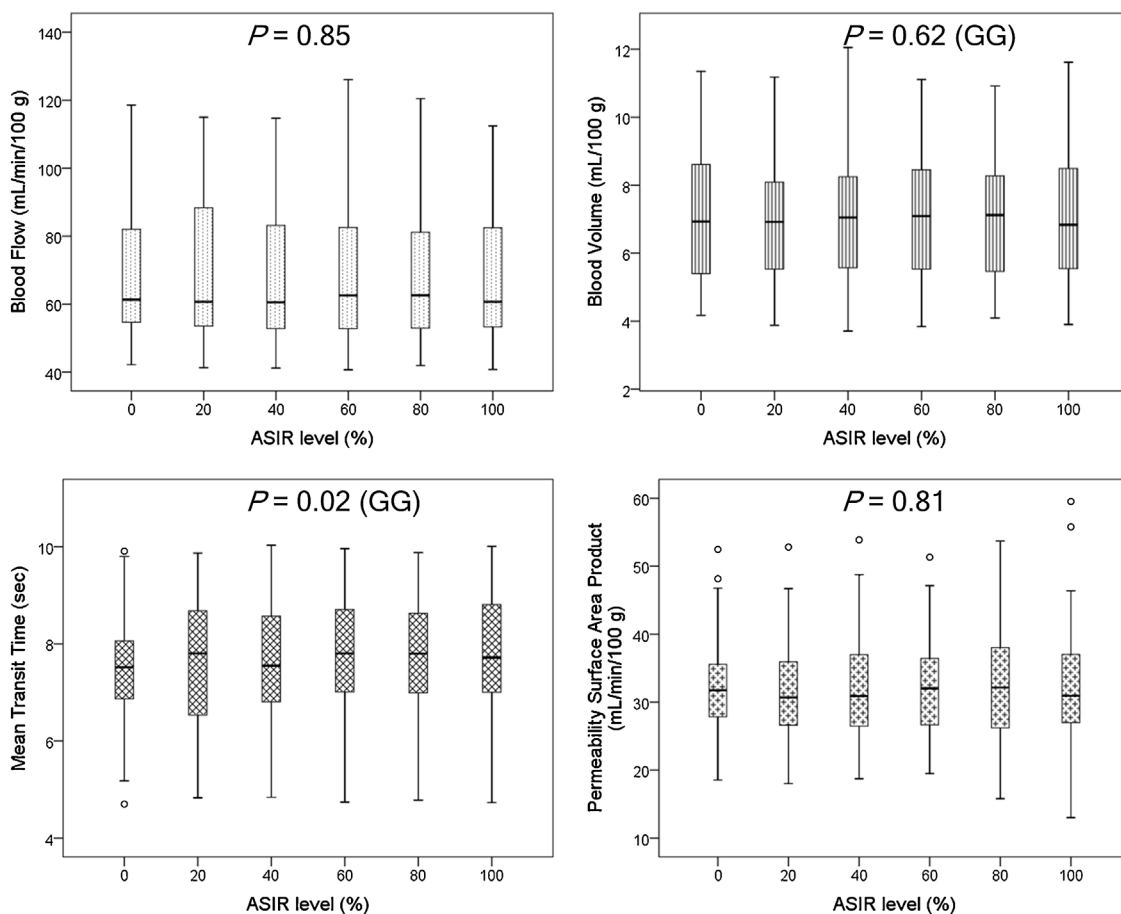 P = 0.85
Blood Flow (mL/min/100 g)
140
120
100
80
60
40
0 20 40 60 80 100
ASIR level (%)
P = 0.62 (GG)
Blood Volume (mL/100 g)
12
10
8
6
4
2
0 20 40 60 80 100
ASIR level (%)
P = 0.02 (GG)
Mean Transit Time (sec)
10
8
6
4
0 20 40 60 80 100
ASIR level (%)
P = 0.81
Permeability Surface Area Product
(mL/min/100 g)
60
50
40
30
20
10
0 20 40 60 80 100
ASIR level (%)